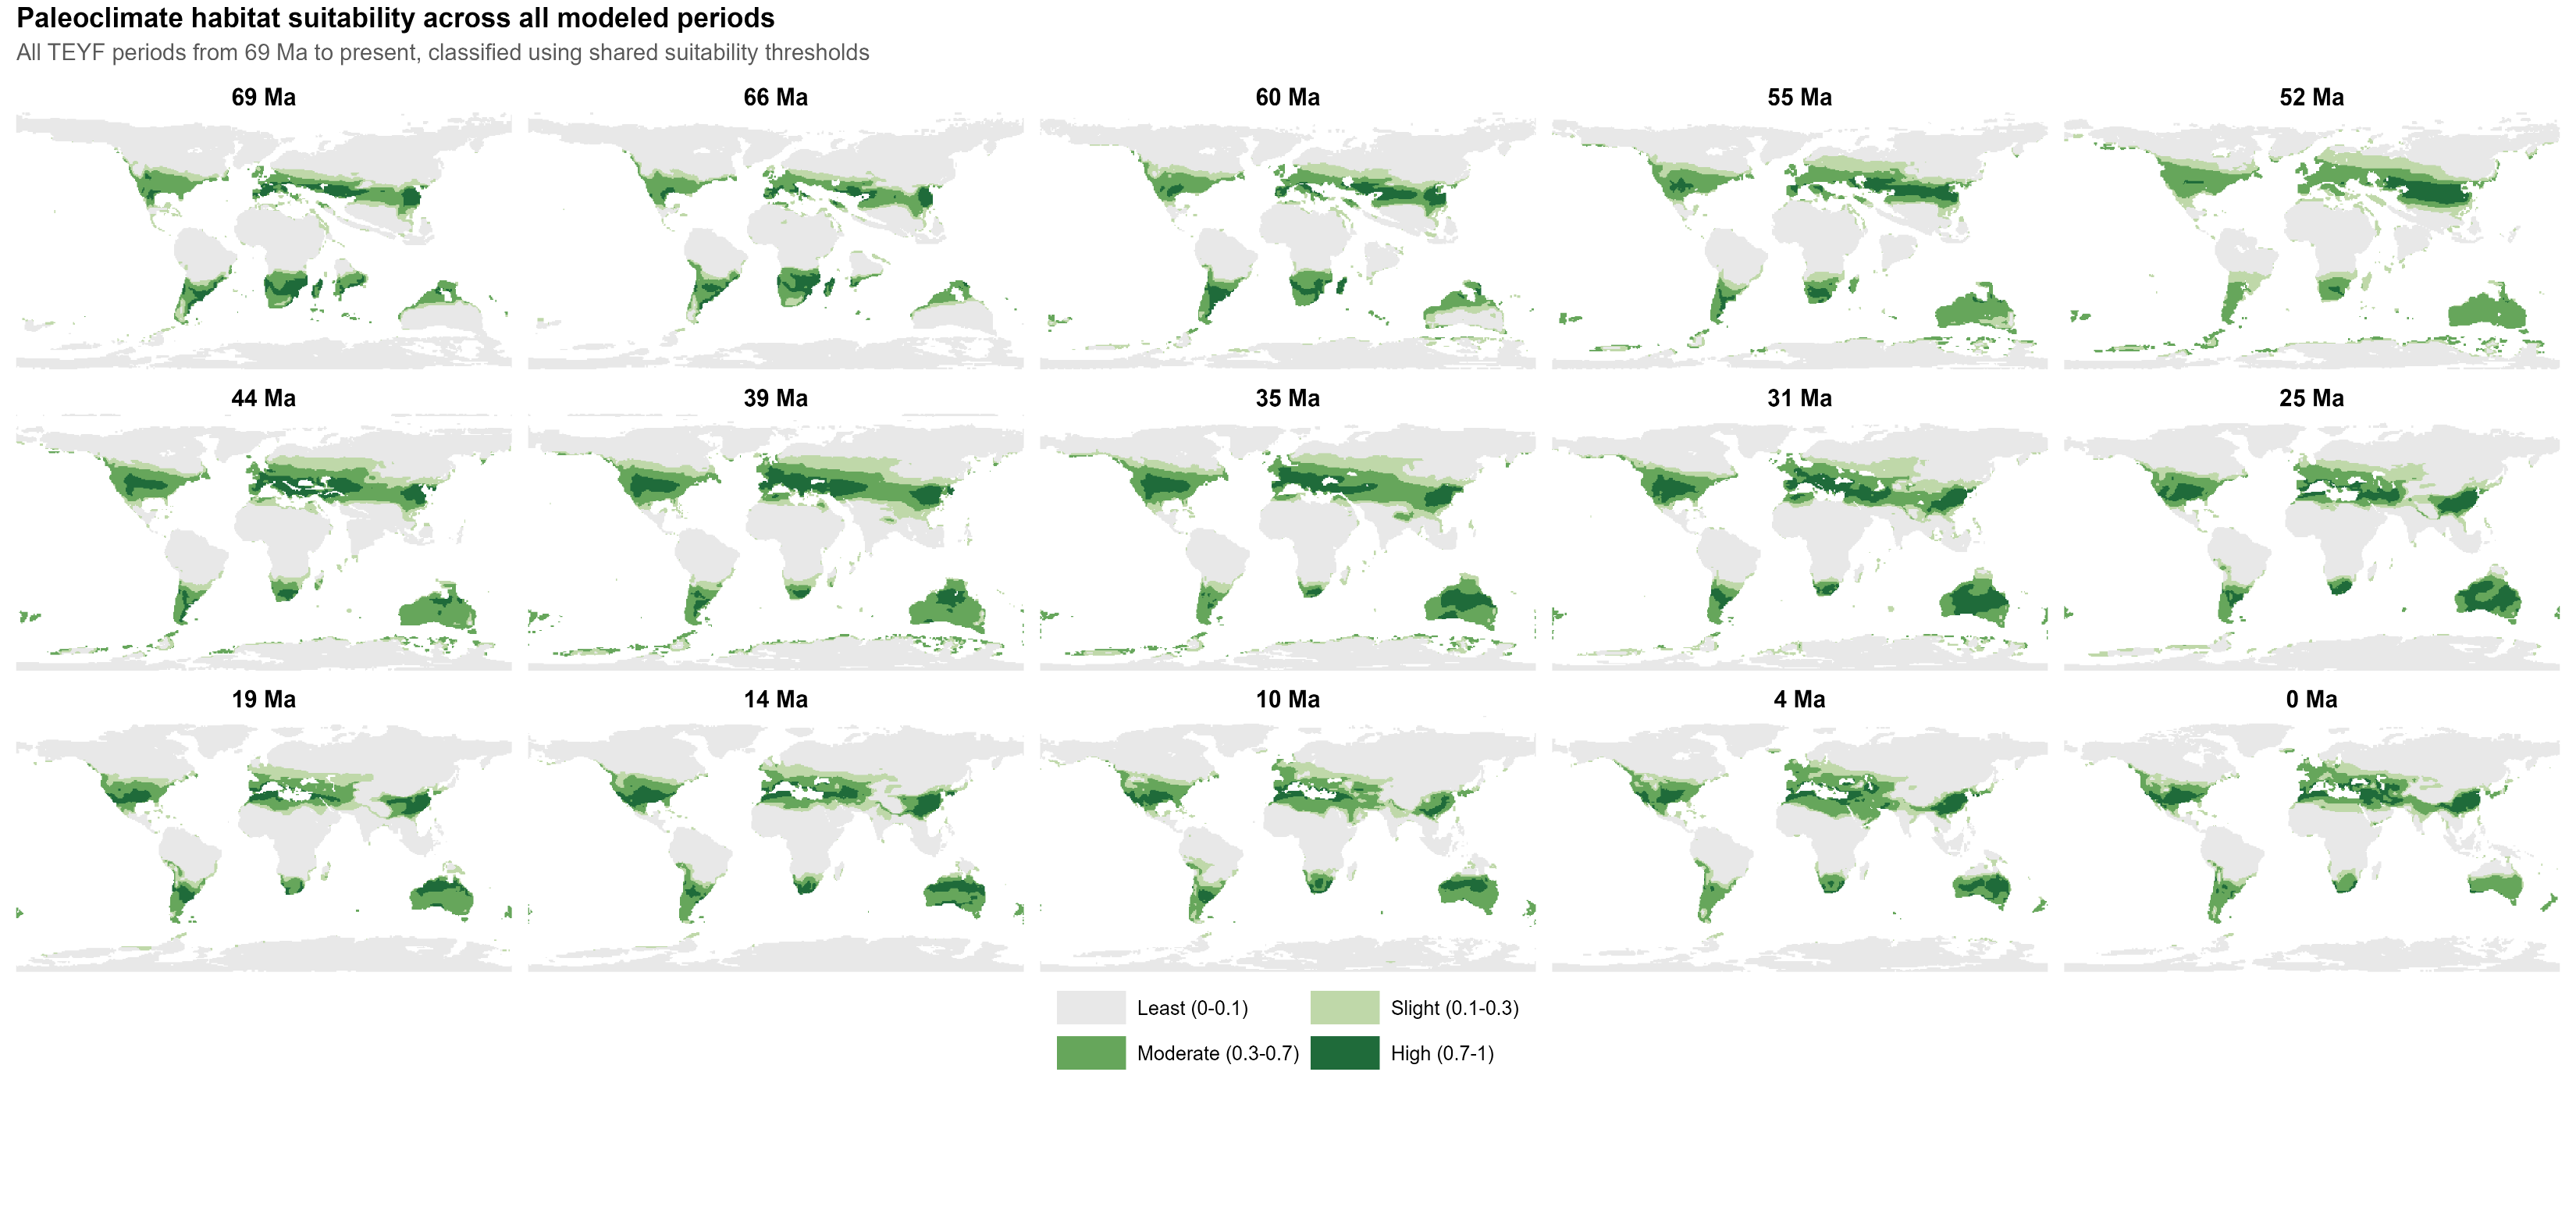 Paleoclimate habitat suitability across all modeled periods
All TEYF periods from 69 Ma to present, classified using shared suitability thresholds
69 Ma
66 Ma
60 Ma
55 Ma
52 Ma
44 Ma
39 Ma
35 Ma
31 Ma
25 Ma
19 Ma
14 Ma
10 Ma
4 Ma
0 Ma
Least (0-0.1)
Slight (0.1-0.3)
Moderate (0.3-0.7)
High (0.7-1)